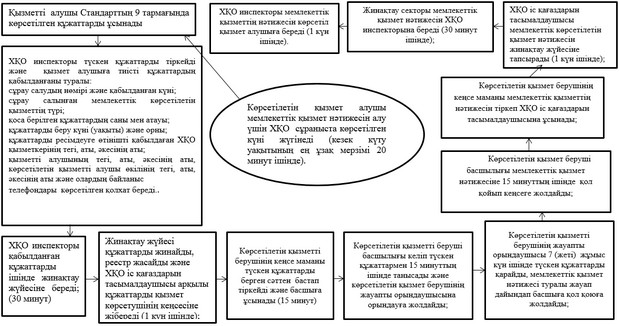 Қызметті алушы Стандарттың 9 тармағында
көрсетілген құжаттарды ұсынады
ХҚО инспекторы түскен құжаттарды тіркейді
және қызмет алушыға тиісті құжаттардың
қабылданғаны туралы:
сұрау салудың нөмірі және қабылданған күні;
сұрау салынған мемлекеттік көрсетілетін
қызметтің түрі;
қоса берілген құжаттардың саны мен атауы;
құжаттарды беру күні (уақыты) және орны;
құжаттарды ресімдеуге өтінішті қабылдаған ХҚО
қызметкерінің тегі, аты, әкесінің аты;
қызметті алушының тегі, аты, әкесінің аты,
көрсетілетін қызметті алушы өкілінің тегі, аты,
әкесінің аты және олардың байланыс
телефондары көрсетілген қолхат береді..
ХҚО инспекторы
қабылданған
құжаттарды
ішінде жинақтау
жүйесіне береді;
(30 минут)
Жинақтау жүйесі
құжаттарды жинайды,
реестр жасайды және
ХҚО іс қағаздарын
тасымалдаушысы арқылы
құжаттарды қызмет
көрсетушінің кеңсесіне
жібереді (1 күн ішінде);
Көрсетілетін қызметті
берушінің кеңсе маманы
түскен құжаттарды
берген сәттен бастап
тіркейді және басшыға
ұсынады (15 минут)
Көрсетілетін қызметті беруші
басшылығы келіп түскен
құжаттармен 15 минуттың
ішінде танысады және
көрсетілетін қызмет берушінің
жауапты орындаушысына
орындауға жолдайды;
Көрсетілетін қызметті
берушінің жауапты
орындаушысы 7 (жеті) жұмыс
күн ішінде түскен құжаттарды
қарайды, мемлекеттік қызмет
нәтижесі туралы жауап
дайындап басшыға қол қоюға
жолдайды;
Көрсетілетін қызмет беруші
басшылығы мемлекеттік қызмет
нәтижесіне 15 минуттың ішінде қол
қойып кеңсеге жолдайды;
Көрсетілетін қызмет берушінің
кеңсе маманы мемлекеттік қызметтің
нәтижесін тіркеп ХҚО іс қағаздарын
тасымалдаушысына ұсынады;
ХҚО іс қағаздарын
тасымалдаушысы
мемлекеттік көрсетілетін
қызмет нәтижесін
жинақтау жүйесіне
тапсырады (1 күн ішінде);
Жинақтау секторы мемлекеттік
қызмет нәтижесін ХҚО
инспекторына береді (30 минут
ішінде);
ХҚО инспекторы мемлекеттік
қызметтің нәтижесін көрсетіл
қызмет алушыға береді (1 күн
ішінде).
Көрсетілетін қызмет алушы
мемлекеттік қызмет нәтижесін алу
үшін ХҚО сұраныста көрсетілген
күні жүгінеді (кезек күту
уақытының ең ұзақ мерзімі 20
минут ішінде).